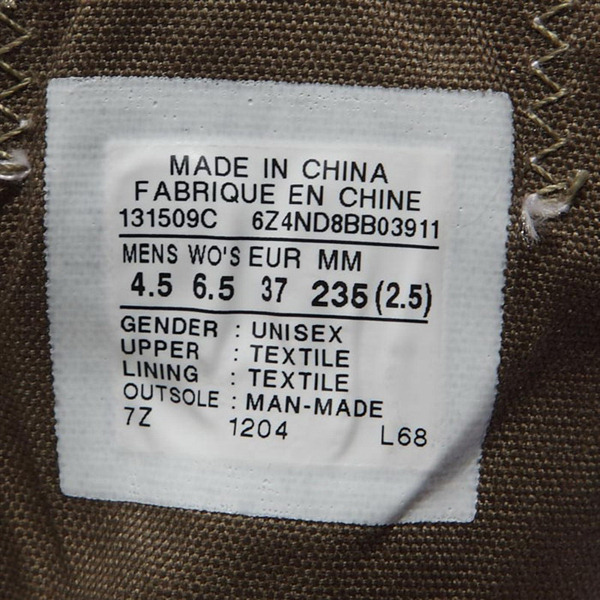 MADE IN CHINA
FABRIQUE EN CHINE
131509C 6Z4ND8BB03911
MENS WO'S EUR MM
4.5 6.5 37 235 (2.5)
GENDER : UNISEX
UPPER : TEXTILE
LINING : TEXTILE
OUTSOLE : MAN-MADE
7Z 1204 L68